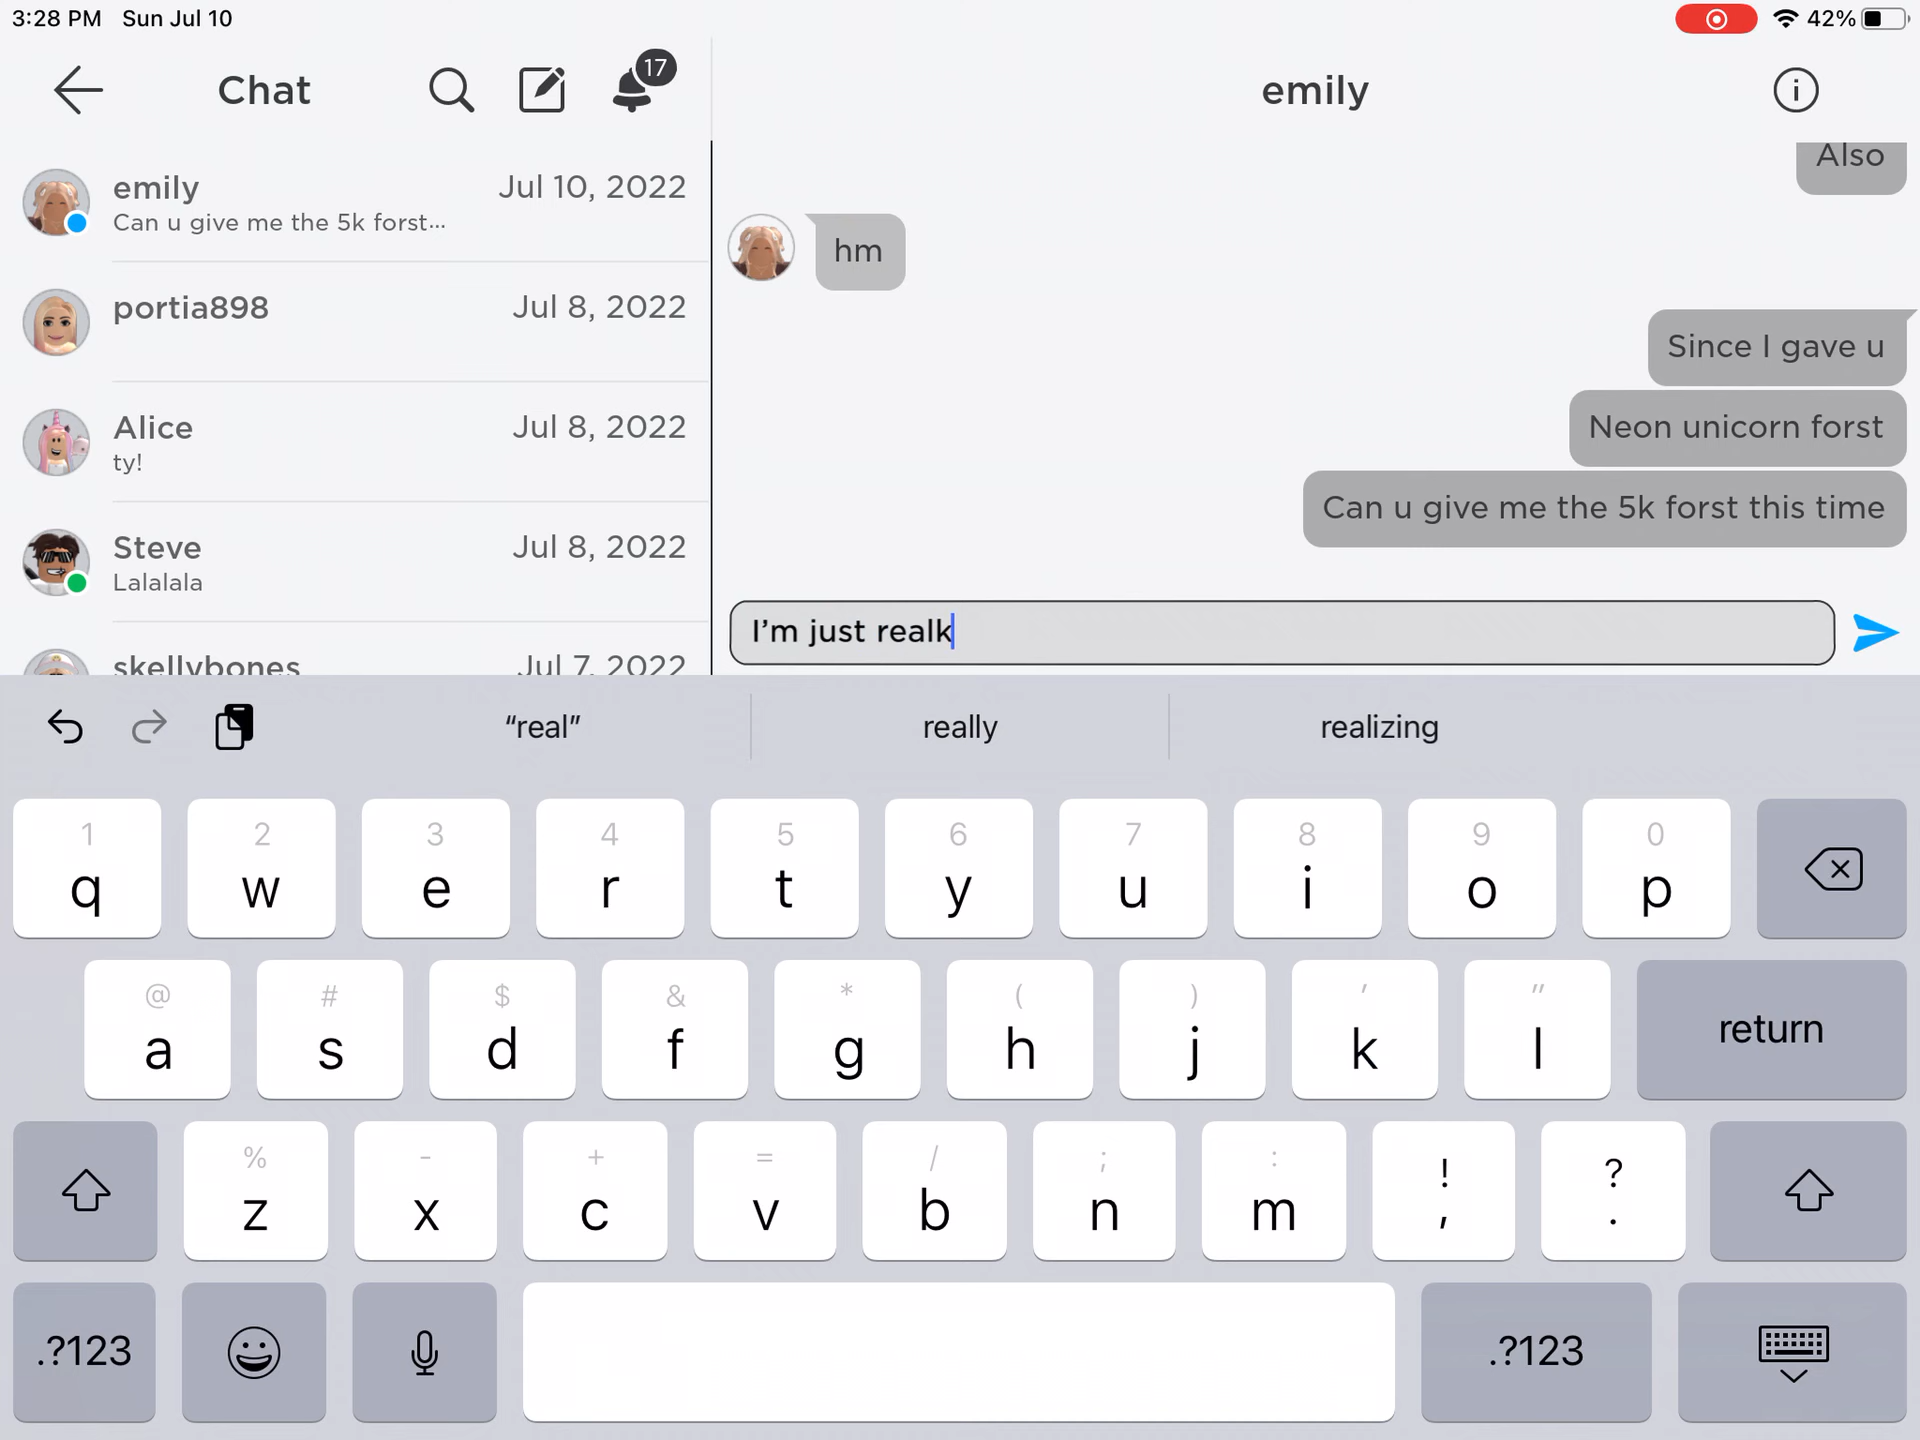 3:28 PM Sun Jul 10
42%
Chat
17
emily
Jul 10, 2022
Can u give me the 5k forst...
portia898
Jul 8, 2022
Alice
Jul 8, 2022
ty!
Steve
Jul 8, 2022
Lalalala
skellybones
Jul 7, 2022
emily
Also
hm
Since I gave u
Neon unicorn forst
Can u give me the 5k forst this time
I'm just realk
“real”
really
realizing
1 2 3 4 5 6 7 8 9 0
q w e r t y u i o p
@ # $ & * ( ) ' "
a s d f g h j k l
return
% - + = / ; : ! ?
z x c v b n m , .
.?123
.?123